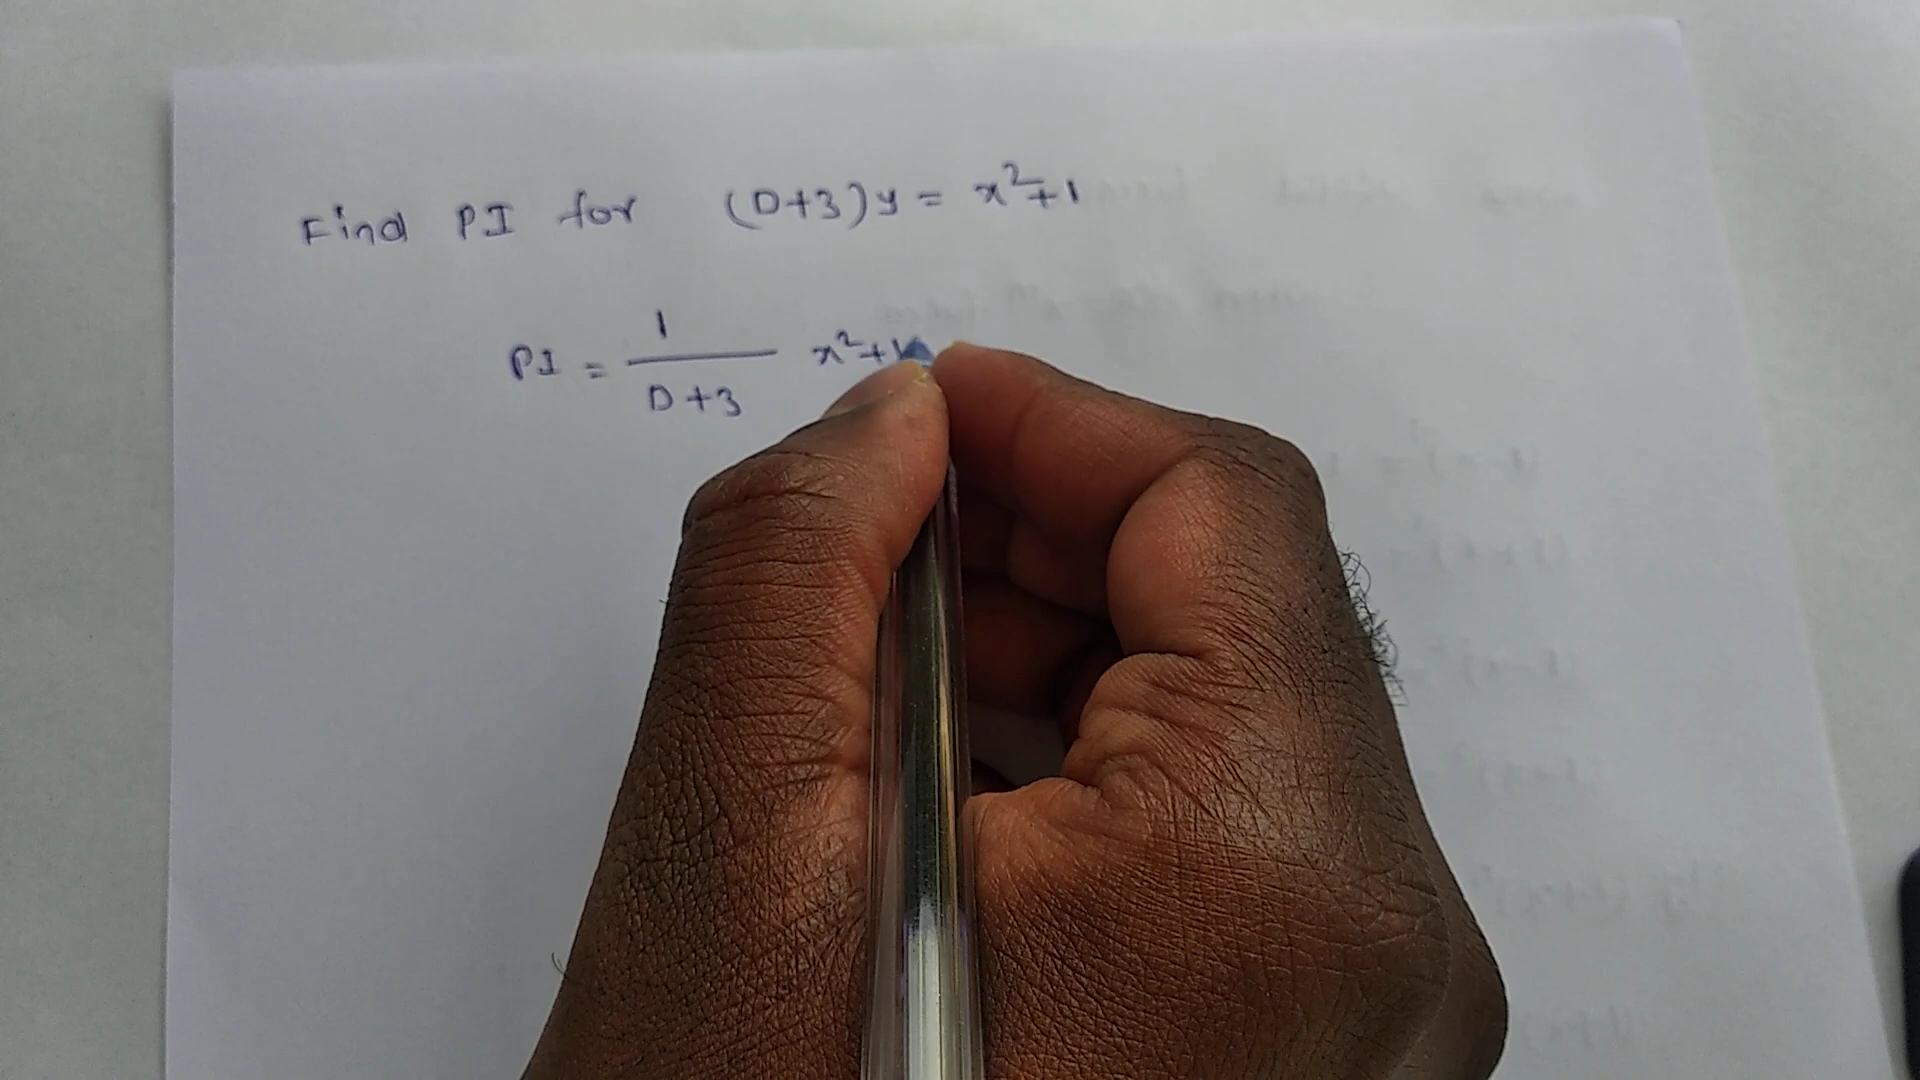 Find PI for (D+3)y = x²+1
PI = 1/(D+3) x²+1